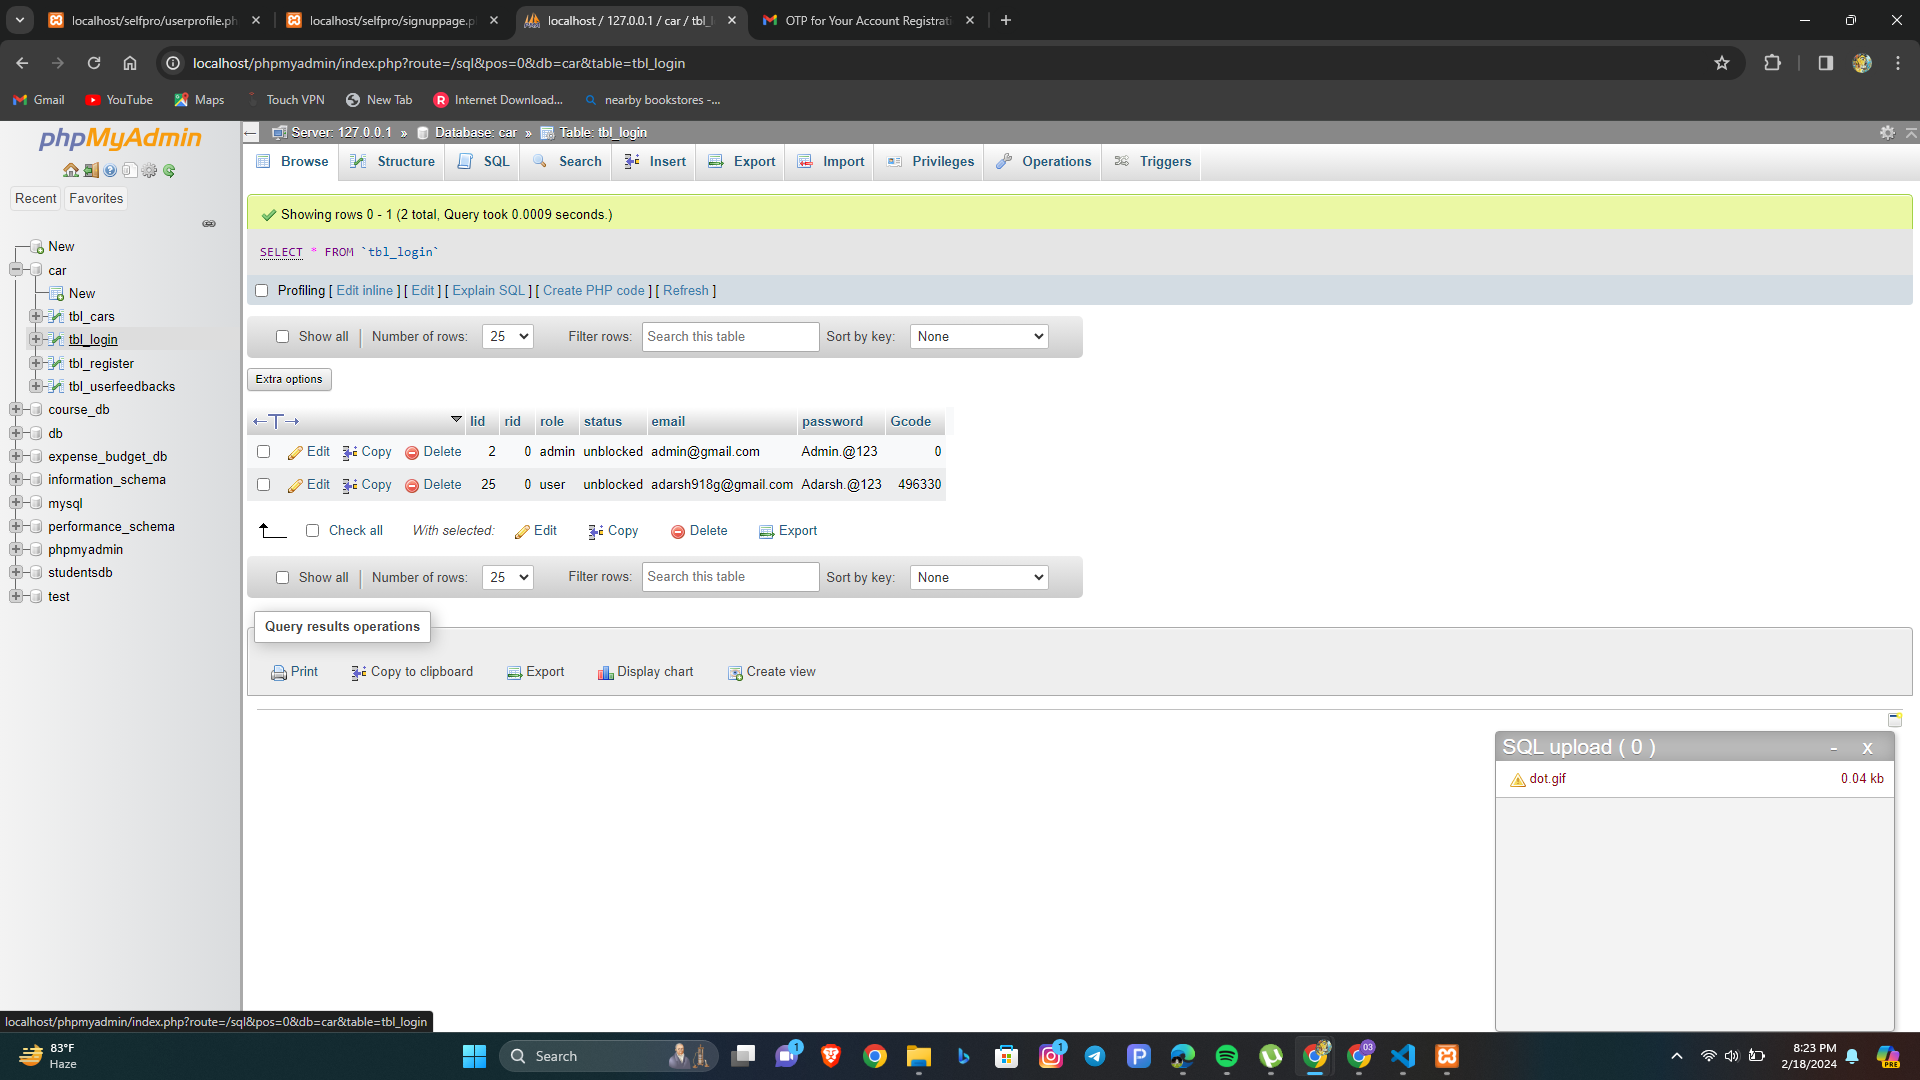 localhost/selfpro/userprofile.ph
localhost/selfpro/signuppage.p
localhost / 127.0.0.1 / car / tbl_l
OTP for Your Account Registrati
localhost/phpmyadmin/index.php?route=/sql&pos=0&db=car&table=tbl_login
Gmail YouTube Maps Touch VPN New Tab Internet Download... nearby bookstores -...
phpMyAdmin
Recent Favorites
New
car
New
tbl_cars
tbl_login
tbl_register
tbl_userfeedbacks
course_db
db
expense_budget_db
information_schema
mysql
performance_schema
phpmyadmin
studentsdb
test
Server: 127.0.0.1 » Database: car » Table: tbl_login
Browse Structure SQL Search Insert Export Import Privileges Operations Triggers
Showing rows 0 - 1 (2 total, Query took 0.0009 seconds.)
SELECT * FROM `tbl_login`
Profiling [ Edit inline ] [ Edit ] [ Explain SQL ] [ Create PHP code ] [ Refresh ]
Show all Number of rows: 25 Filter rows: Search this table Sort by key: None
Extra options
←T→ lid rid role status email password Gcode
Edit Copy Delete 2 0 admin unblocked admin@gmail.com Admin.@123 0
Edit Copy Delete 25 0 user unblocked adarsh918g@gmail.com Adarsh.@123 496330
Check all With selected: Edit Copy Delete Export
Show all Number of rows: 25 Filter rows: Search this table Sort by key: None
Query results operations
Print Copy to clipboard Export Display chart Create view
SQL upload ( 0 ) - x
dot.gif 0.04 kb
localhost/phpmyadmin/index.php?route=/sql&pos=0&db=car&table=tbl_login
83°F
Haze
Search
1
1
03
8:23 PM
2/18/2024
PRE